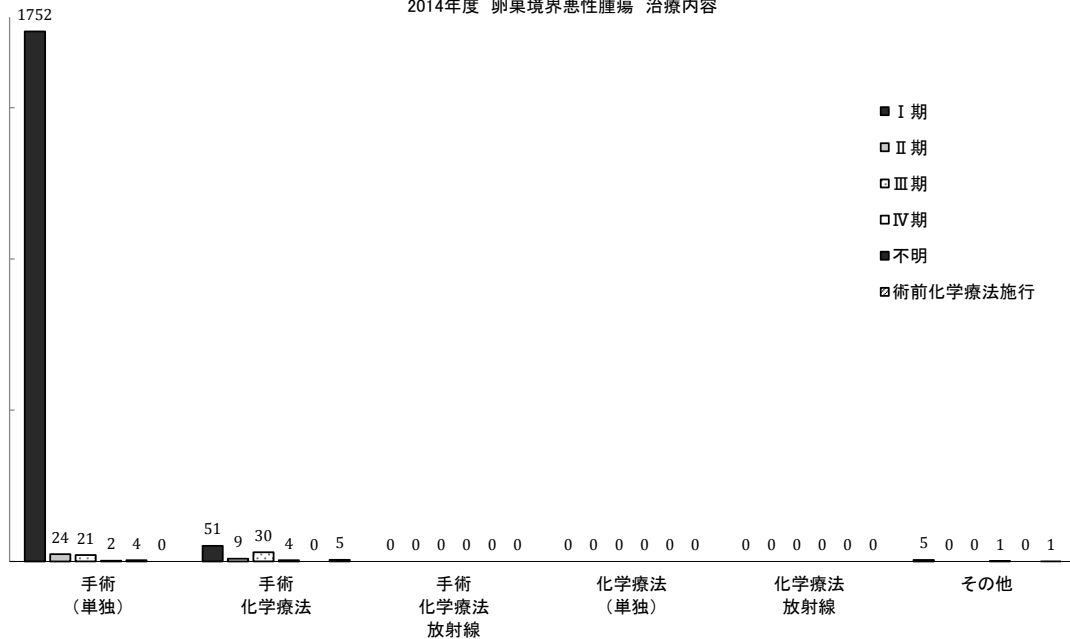 2014年度 卵巣境界悪性腫瘍 治療内容
1752
24 21 2 4 0
51 9 30 4 0 5
0 0 0 0 0 0
0 0 0 0 0 0
0 0 0 0 0 0
5 0 0 1 0 1
Ⅰ期
Ⅱ期
Ⅲ期
Ⅳ期
不明
術前化学療法施行
手術
（単独）
手術
化学療法
手術
化学療法
放射線
化学療法
（単独）
化学療法
放射線
その他